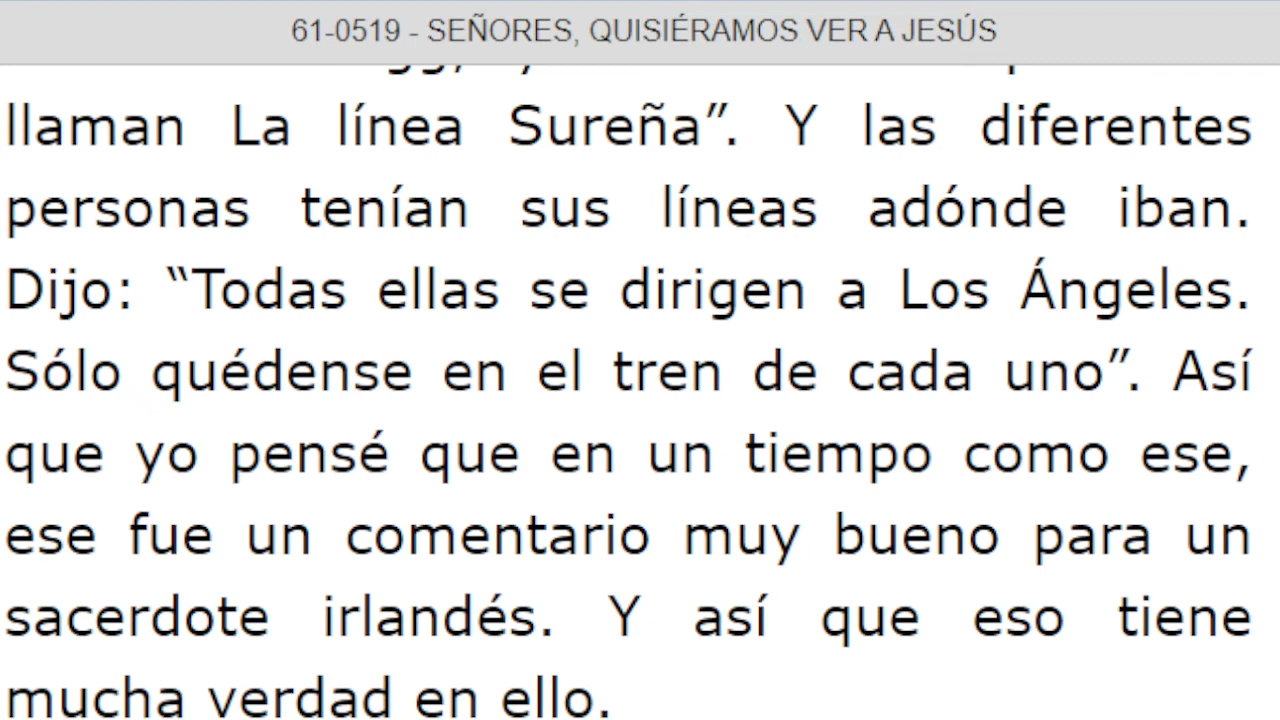 61-0519 - SEÑORES, QUISIÉRAMOS VER A JESÚS
llaman La línea Sureña”. Y las diferentes
personas tenían sus líneas adónde iban.
Dijo: “Todas ellas se dirigen a Los Ángeles.
Sólo quédense en el tren de cada uno”. Así
que yo pensé que en un tiempo como ese,
ese fue un comentario muy bueno para un
sacerdote irlandés. Y así que eso tiene
mucha verdad en ello.